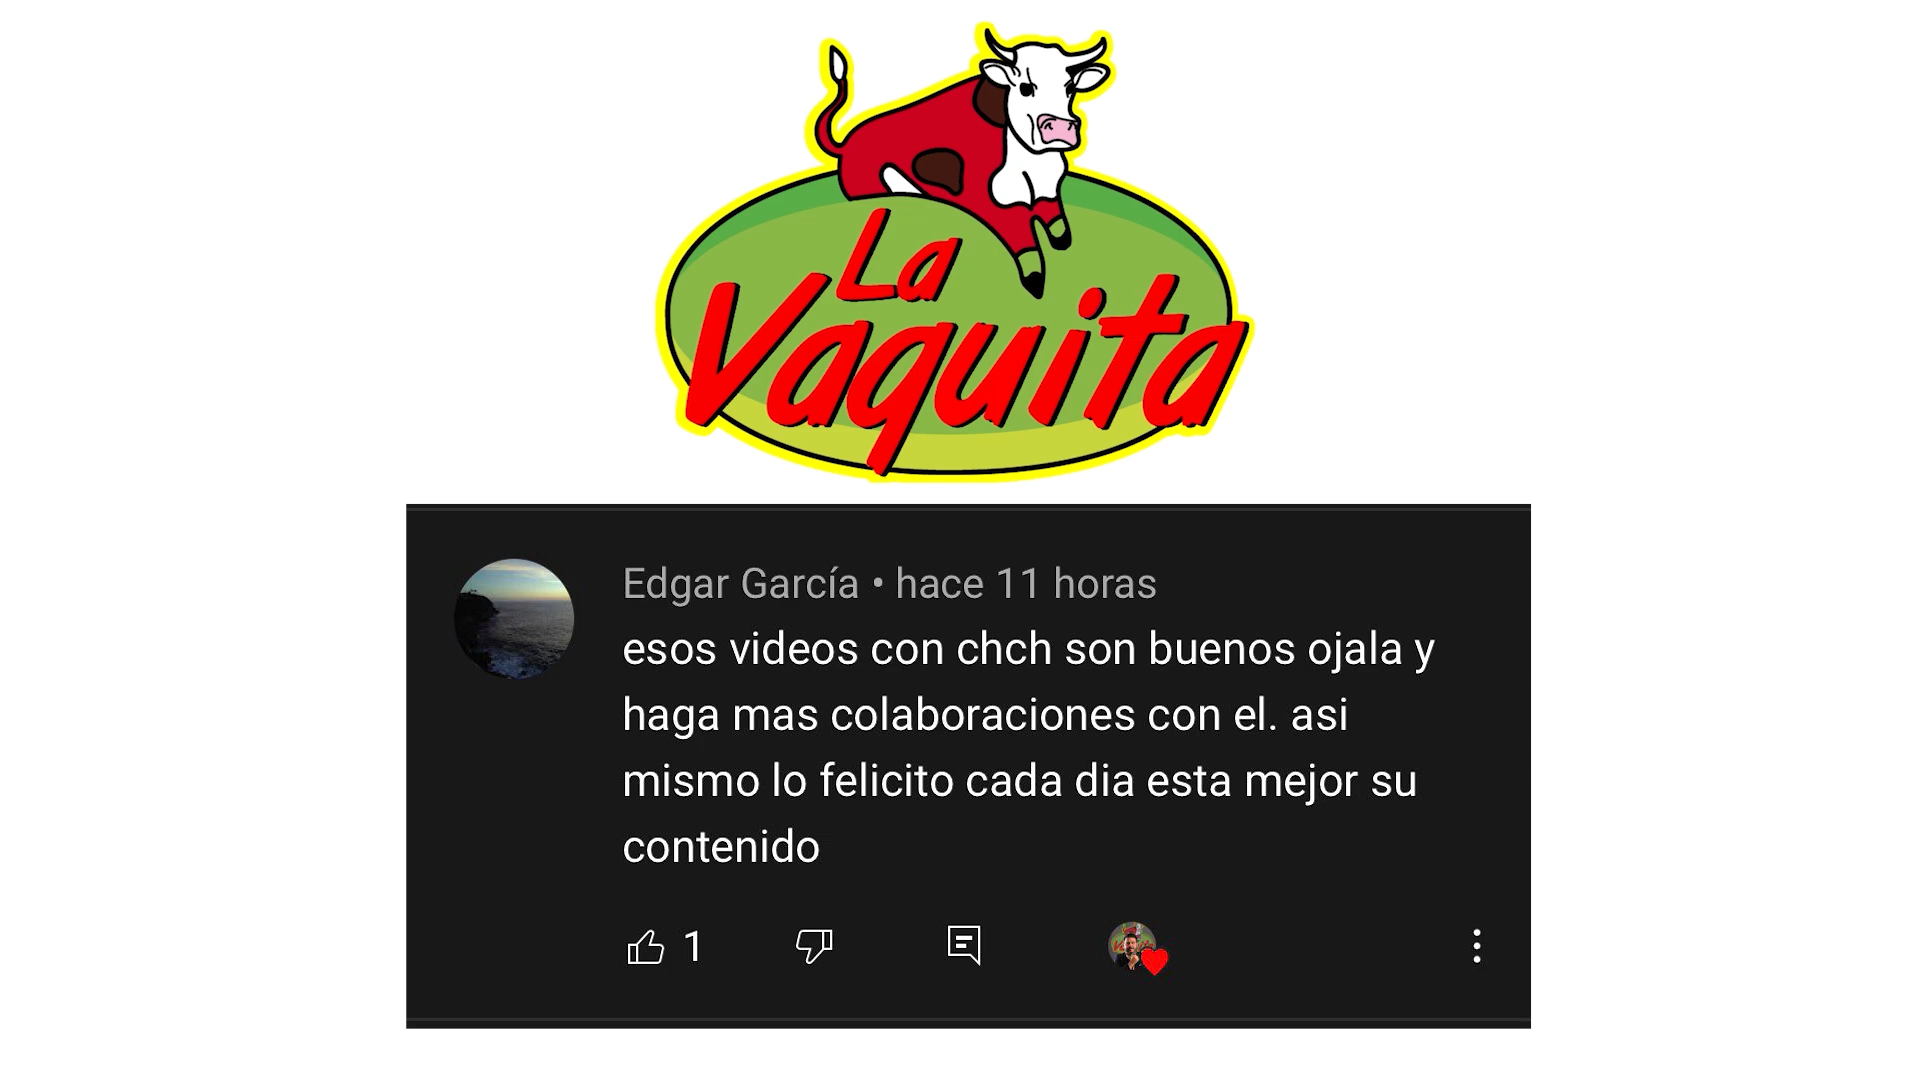 La
Vaquita
Edgar García • hace 11 horas
esos videos con chch son buenos ojala y
haga mas colaboraciones con el. asi
mismo lo felicito cada dia esta mejor su
contenido
1